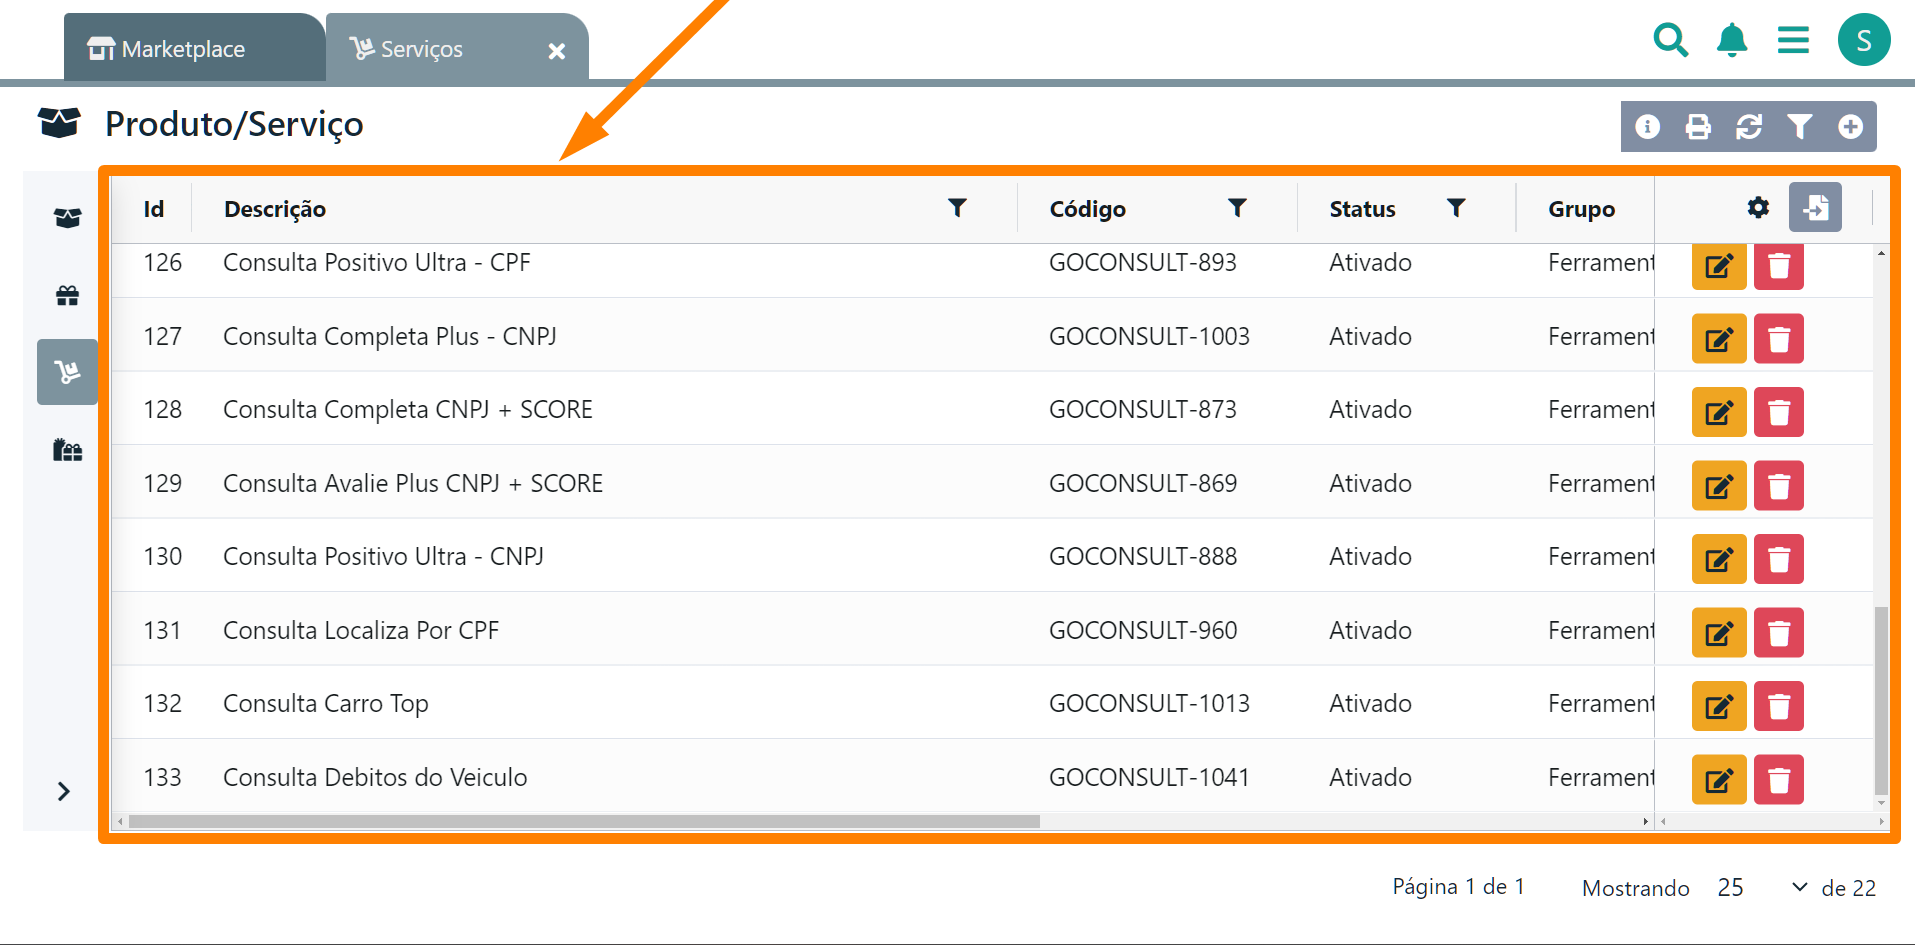 Marketplace
Serviços
S
Produto/Serviço
Id Descrição Código Status Grupo
126 Consulta Positivo Ultra - CPF GOCONSULT-893 Ativado Ferrament
127 Consulta Completa Plus - CNPJ GOCONSULT-1003 Ativado Ferrament
128 Consulta Completa CNPJ + SCORE GOCONSULT-873 Ativado Ferrament
129 Consulta Avalie Plus CNPJ + SCORE GOCONSULT-869 Ativado Ferrament
130 Consulta Positivo Ultra - CNPJ GOCONSULT-888 Ativado Ferrament
131 Consulta Localiza Por CPF GOCONSULT-960 Ativado Ferrament
132 Consulta Carro Top GOCONSULT-1013 Ativado Ferrament
133 Consulta Debitos do Veiculo GOCONSULT-1041 Ativado Ferrament
Página 1 de 1 Mostrando 25 de 22